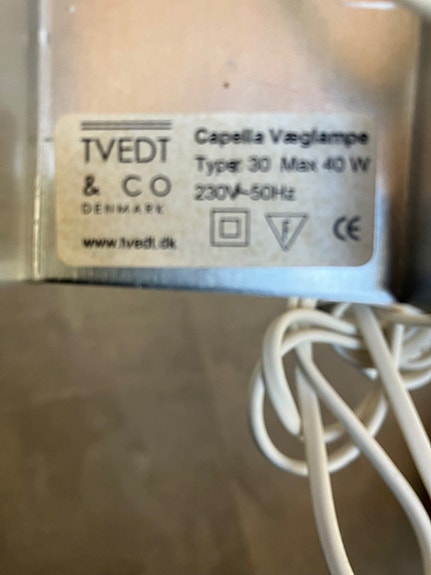 TVEDT
& CO
DENMARK
www.tvedt.dk
Capella Væglampe
Type: 30 Max 40 W
230V~50Hz
F
CE